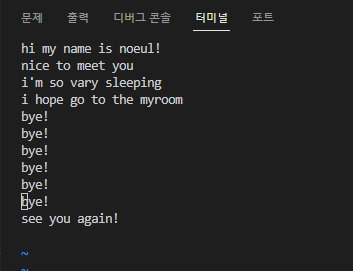 문제 출력 디버그 콘솔 터미널 포트
hi my name is noeul!
nice to meet you
i'm so vary sleeping
i hope go to the myroom
bye!
bye!
bye!
bye!
bye!
bye!
see you again!
~
~